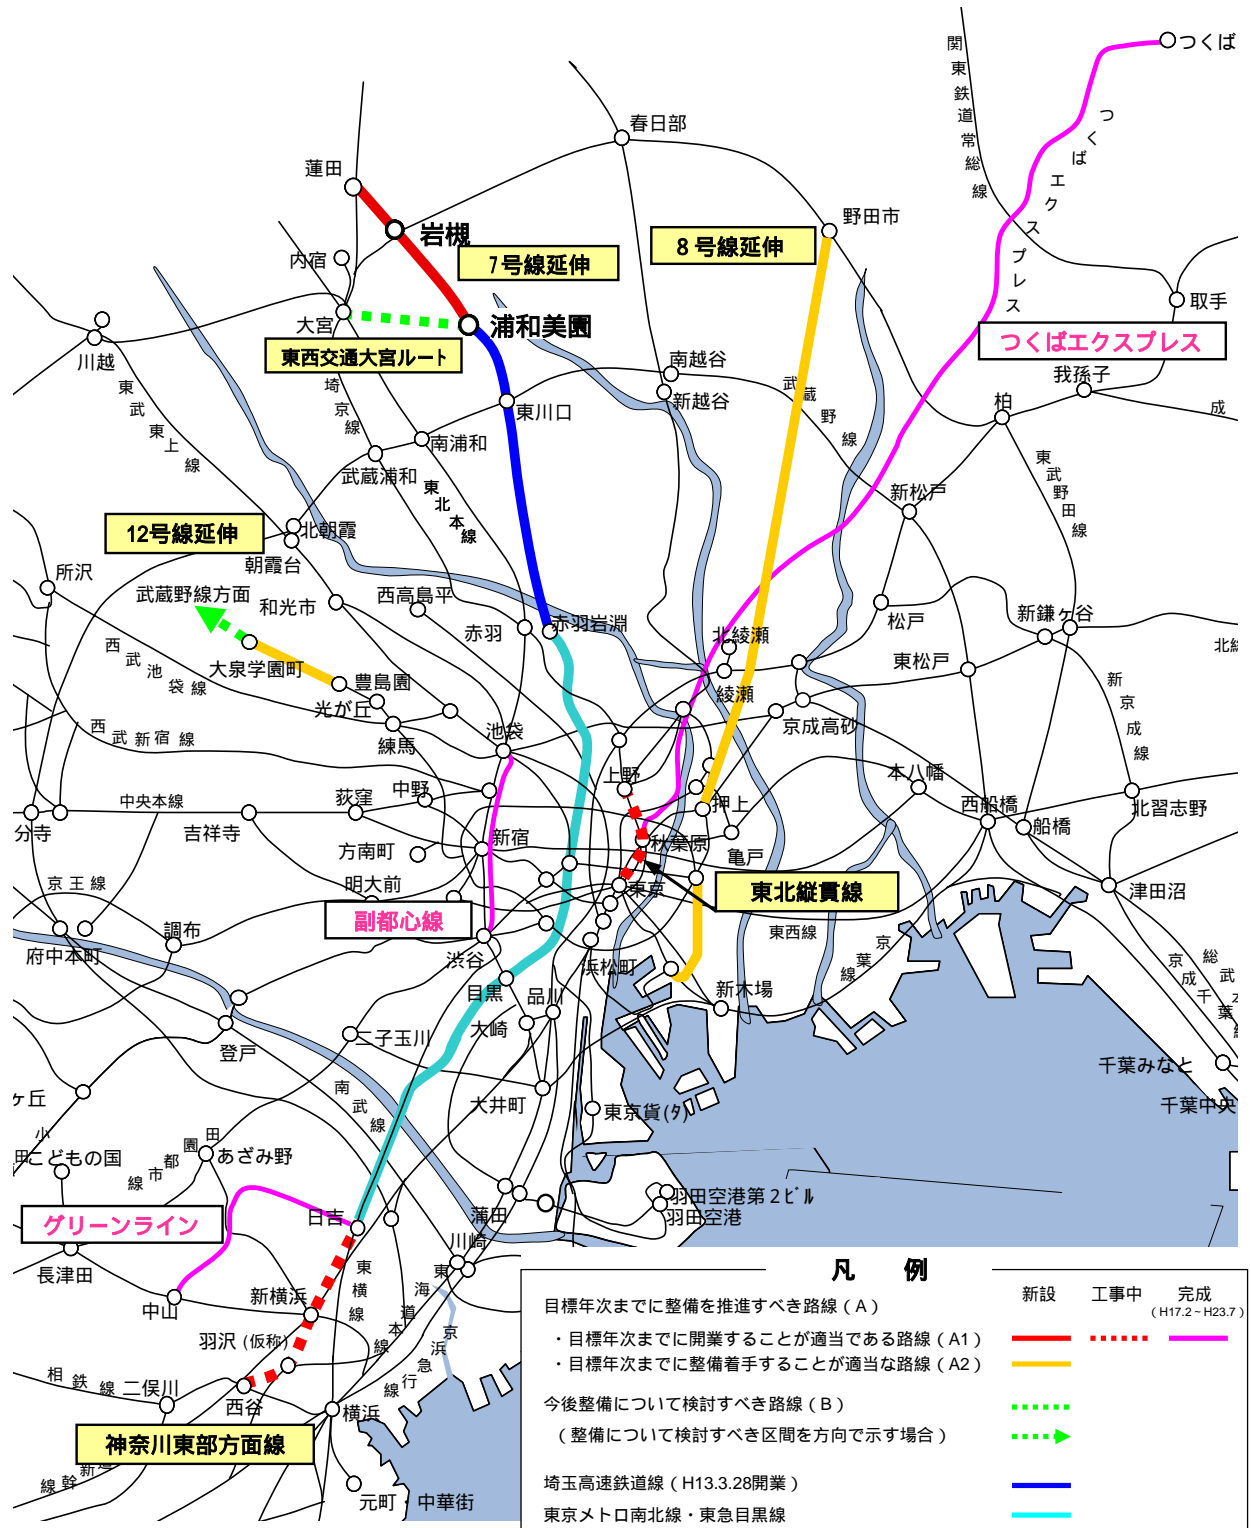 つくば
関東鉄道常総線
つくばエクスプレス
春日部
蓮田
野田市
岩槻
7号線延伸
8号線延伸
内宿
大宮
浦和美園
取手
つくばエクスプレス
川越
東西交通大宮ルート
南越谷
我孫子
埼京線
武蔵野線
新越谷
柏
成
東武東上線
東川口
南浦和
武蔵浦和
東北本線
東武野田線
新松戸
12号線延伸
北朝霞
朝霞台
所沢
武蔵野線方面
和光市
西高島平
赤羽
赤羽岩淵
松戸
新鎌ヶ谷
北綾瀬
北総
西武池袋線
大泉学園町
豊島園
光が丘
東松戸
綾瀬
新京成線
西武新宿線
練馬
池袋
京成高砂
中央本線
荻窪
中野
上野
押上
本八幡
西船橋
北習志野
分寺
吉祥寺
方南町
新宿
秋葉原
亀戸
船橋
京王線
明大前
東京
東北縦貫線
津田沼
副都心線
調布
東西線
京葉線
府中本町
渋谷
浜松町
目黒
品川
新木場
総武本
京成千葉線
登戸
二子玉川
大崎
千葉みなと
ヶ丘
南武線
大井町
東京貨(タ)
千葉中央
小田
こどもの国
田園都市線
あざみ野
羽田空港第2ビル
羽田空港
グリーンライン
日吉
蒲田
長津田
川崎
中山
新横浜
東横線
東海道本線
京浜急行線
羽沢(仮称)
相鉄線
二俣川
西谷
横浜
神奈川東部方面線
新幹線
元町・中華街
凡 例
新設 工事中 完成
(H17.2~H23.7)
目標年次までに整備を推進すべき路線(A)
・目標年次までに開業することが適当である路線(A1)
・目標年次までに整備着手することが適当な路線(A2)
今後整備について検討すべき路線(B)
(整備について検討すべき区間を方向で示す場合)
埼玉高速鉄道線(H13.3.28開業)
東京メトロ南北線・東急目黒線